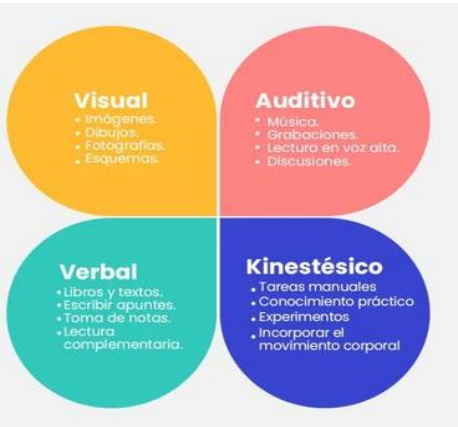 Visual
• Imágenes.
• Dibujos.
• Fotografías.
• Esquemas.
Auditivo
• Música.
• Grabaciones.
• Lectura en voz alta.
• Discusiones.
Verbal
• Libros y textos.
• Escribir apuntes.
• Toma de notas.
• Lectura
complementaria.
Kinestésico
• Tareas manuales
• Conocimiento práctico
• Experimentos
• Incorporar el
movimiento corporal